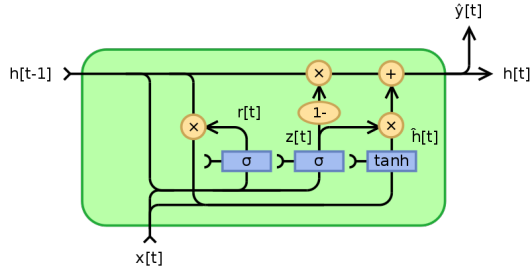 ŷ[t]
h[t-1]
×
+
h[t]
1-
r[t]
×
z[t]
×
ĥ[t]
σ
σ
tanh
x[t]